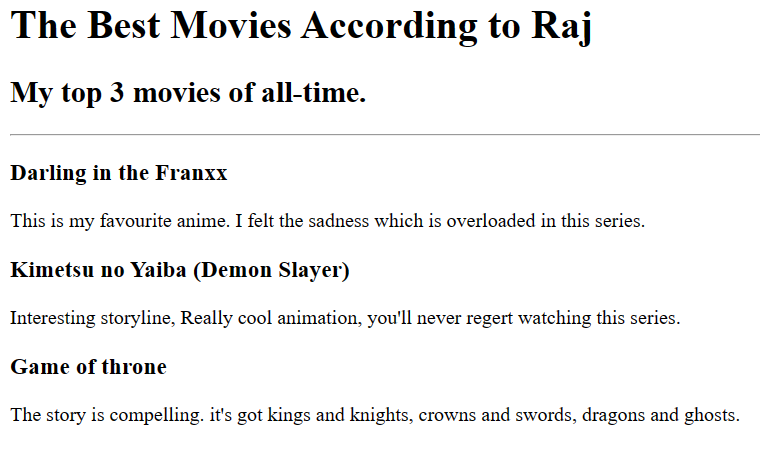 The Best Movies According to Raj
My top 3 movies of all-time.
Darling in the Franxx
This is my favourite anime. I felt the sadness which is overloaded in this series.
Kimetsu no Yaiba (Demon Slayer)
Interesting storyline, Really cool animation, you'll never regert watching this series.
Game of throne
The story is compelling. it's got kings and knights, crowns and swords, dragons and ghosts.